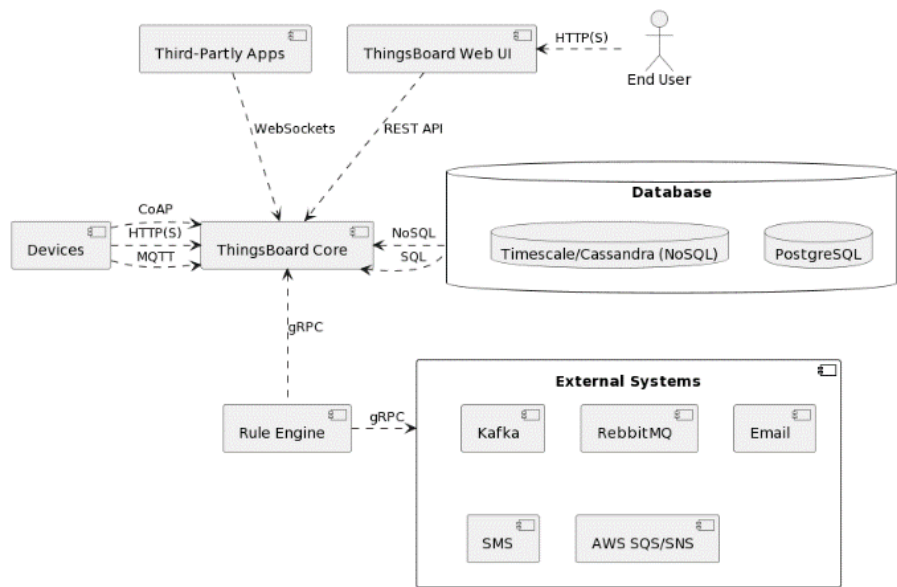 HTTP(S)
Third-Partly Apps
ThingsBoard Web UI
End User
WebSockets
REST API
Database
CoAP
Devices
HTTP(S)
MQTT
ThingsBoard Core
NoSQL
SQL
Timescale/Cassandra (NoSQL)
PostgreSQL
gRPC
External Systems
Rule Engine
gRPC
Kafka
RebbitMQ
Email
SMS
AWS SQS/SNS